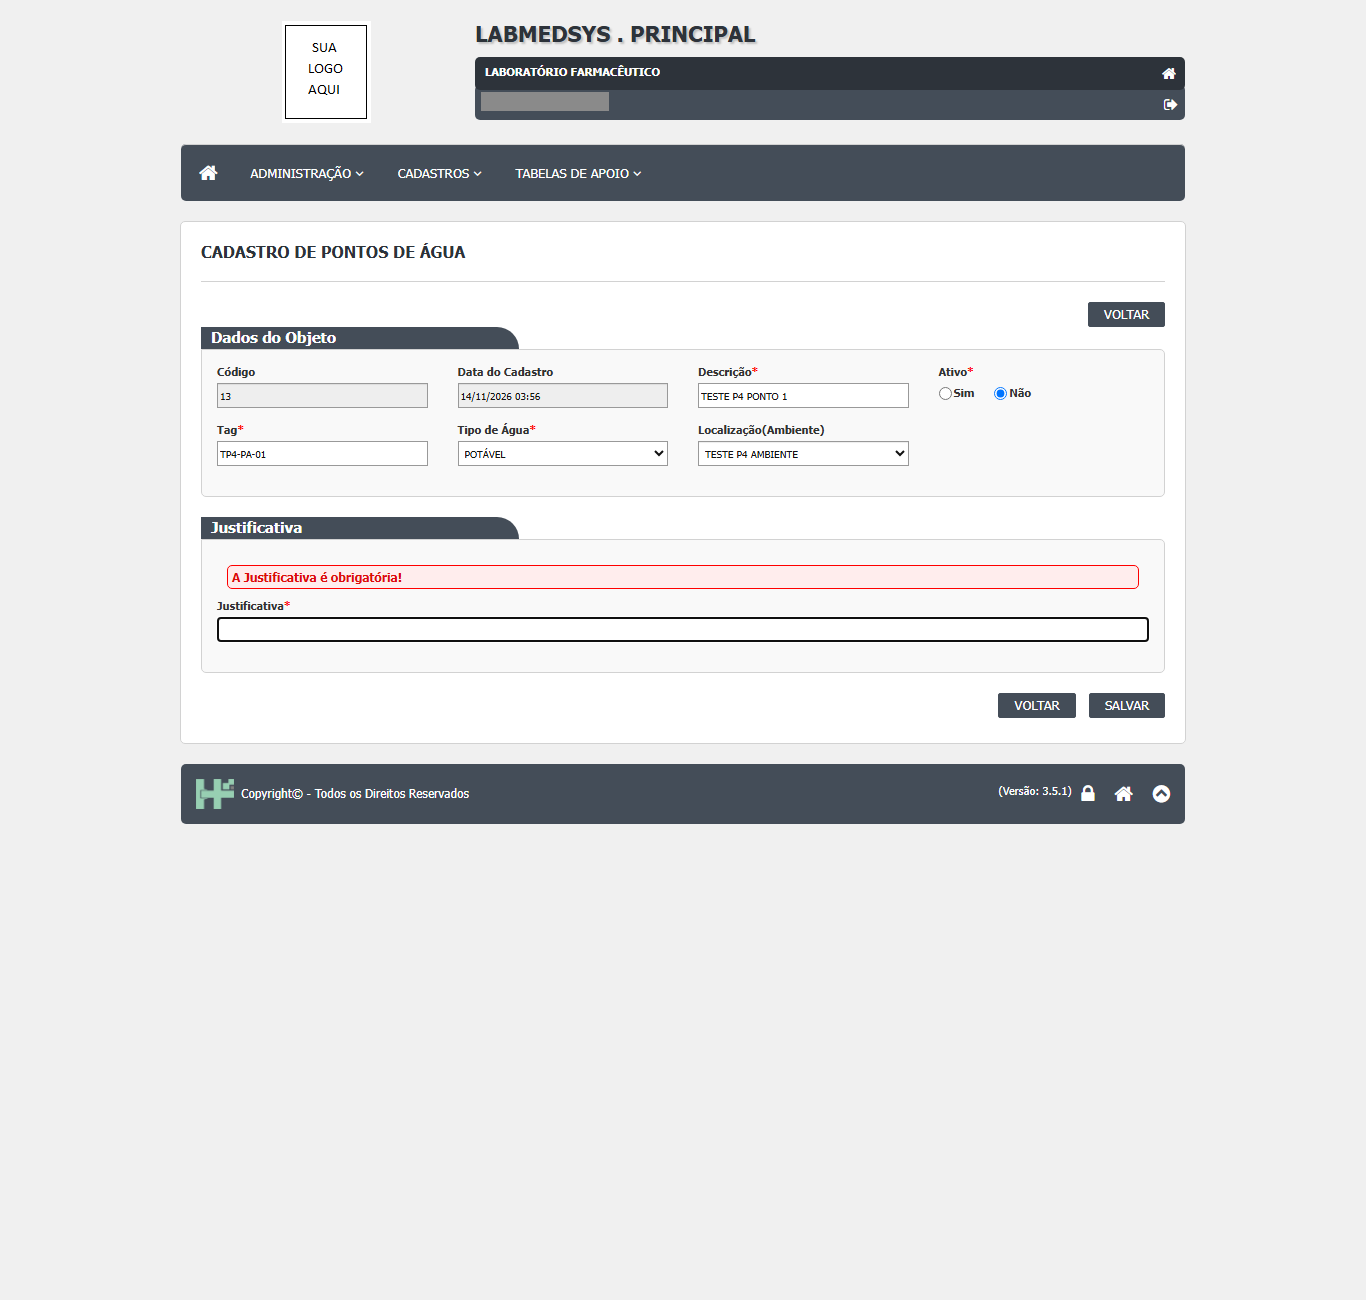 SUA
LOGO
AQUI
LABMEDSYS . PRINCIPAL
LABORATÓRIO FARMACÊUTICO
ADMINISTRAÇÃO
CADASTROS
TABELAS DE APOIO
CADASTRO DE PONTOS DE ÁGUA
VOLTAR
Dados do Objeto
Código
Data do Cadastro
Descrição*
Ativo*
13
14/11/2026 03:56
TESTE P4 PONTO 1
Sim
Não
Tag*
Tipo de Água*
Localização(Ambiente)
TP4-PA-01
POTÁVEL
TESTE P4 AMBIENTE
Justificativa
A Justificativa é obrigatória!
Justificativa*
VOLTAR
SALVAR
Copyright© - Todos os Direitos Reservados
(Versão: 3.5.1)